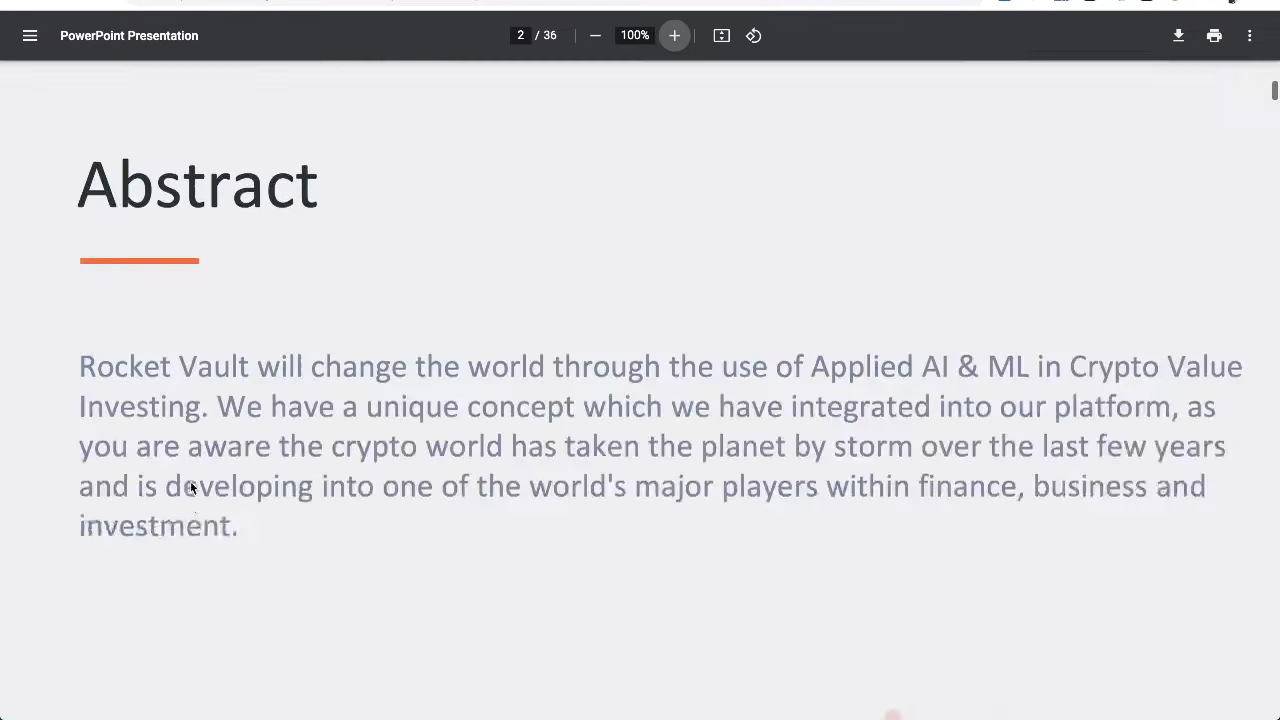 PowerPoint Presentation
2 / 36
100%
Abstract
Rocket Vault will change the world through the use of Applied AI & ML in Crypto Value
Investing. We have a unique concept which we have integrated into our platform, as
you are aware the crypto world has taken the planet by storm over the last few years
and is developing into one of the world's major players within finance, business and
investment.